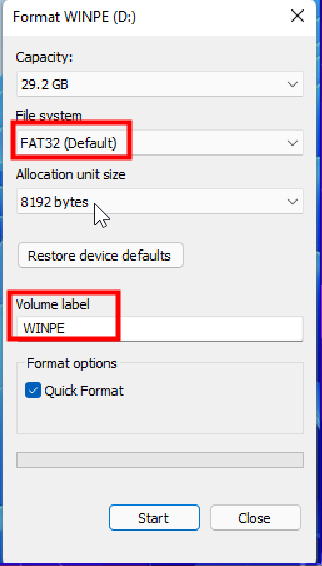 Format WINPE (D:)
Capacity:
29.2 GB
File system
FAT32 (Default)
Allocation unit size
8192 bytes
Restore device defaults
Volume label
WINPE
Format options
Quick Format
Start
Close